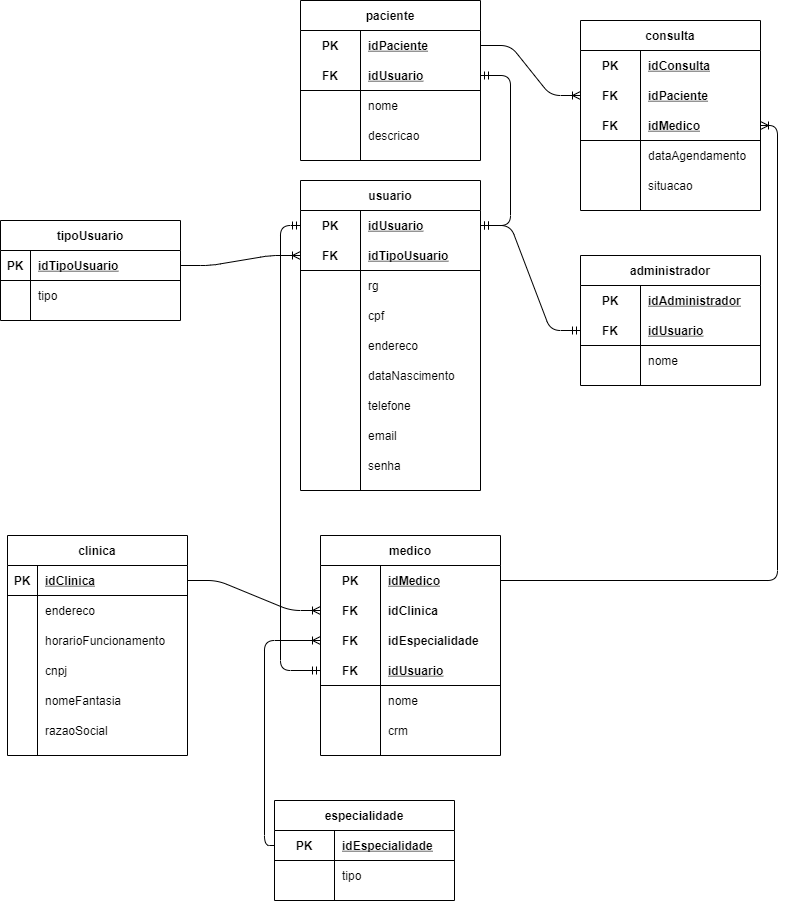 paciente
PK idPaciente
FK idUsuario
nome
descricao
consulta
PK idConsulta
FK idPaciente
FK idMedico
dataAgendamento
situacao
tipoUsuario
PK idTipoUsuario
tipo
usuario
PK idUsuario
FK idTipoUsuario
rg
cpf
endereco
dataNascimento
telefone
email
senha
administrador
PK idAdministrador
FK idUsuario
nome
clinica
PK idClinica
endereco
horarioFuncionamento
cnpj
nomeFantasia
razaoSocial
medico
PK idMedico
FK idClinica
FK idEspecialidade
FK idUsuario
nome
crm
especialidade
PK idEspecialidade
tipo